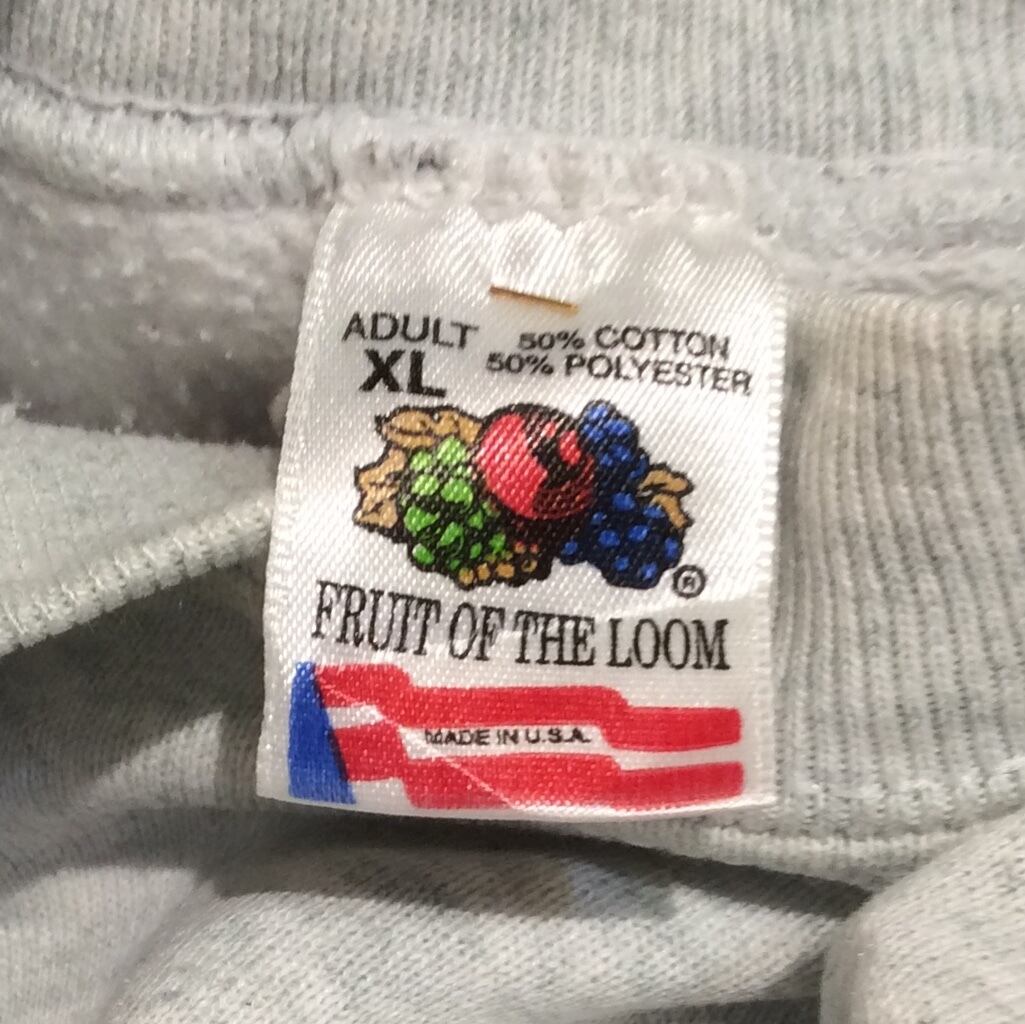 ADULT
XL
50% COTTON
50% POLYESTER
®
FRUIT OF THE LOOM
MADE IN U.S.A.